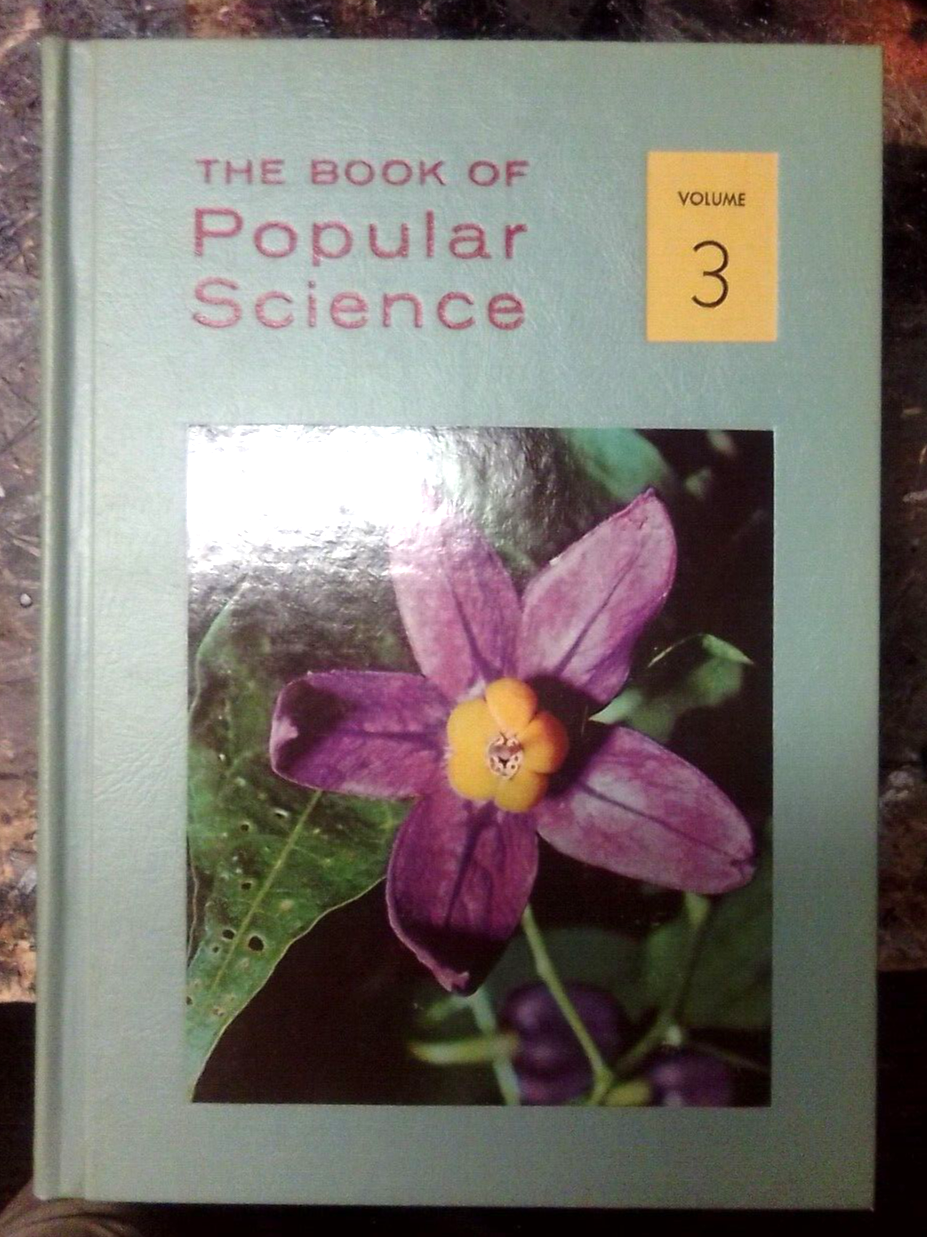 THE BOOK OF
Popular
Science
VOLUME
3